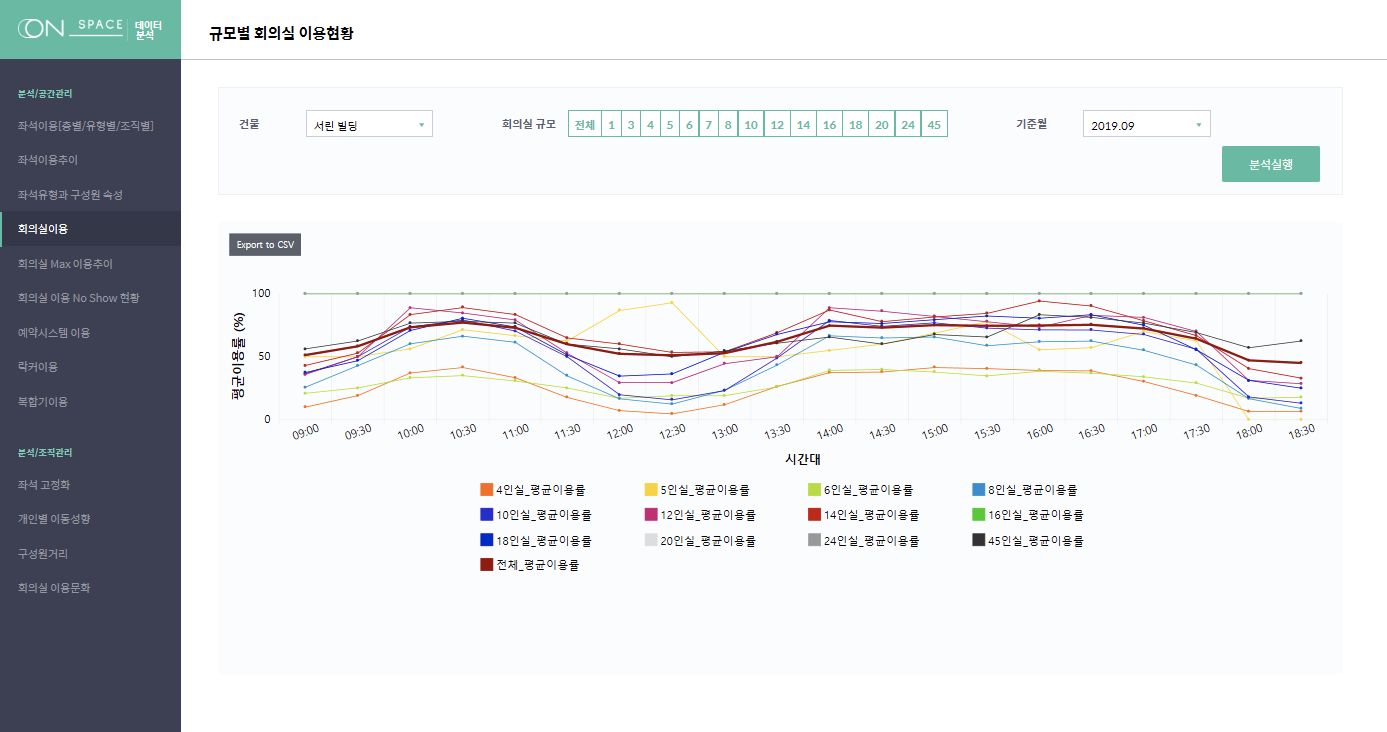 ON SPACE 데이터
분석
규모별 회의실 이용현황
분석/공간관리
좌석이용[층별/유형별/조직별]
좌석이용추이
좌석유형과 구성원 속성
회의실이용
회의실 Max 이용추이
회의실 이용 No Show 현황
예약시스템 이용
락커이용
복합기이용
분석/조직관리
좌석 고정화
개인별 이동성향
구성원거리
회의실 이용문화
건물 서린 빌딩 회의실 규모 전체 1 3 4 5 6 7 8 10 12 14 16 18 20 24 45 기준월 2019.09
분석실행
Export to CSV
평균이용률 (%)
100
50
0
09:00 09:30 10:00 10:30 11:00 11:30 12:00 12:30 13:00 13:30 14:00 14:30 15:00 15:30 16:00 16:30 17:00 17:30 18:00 18:30
시간대
4인실_평균이용률 5인실_평균이용률 6인실_평균이용률 8인실_평균이용률
10인실_평균이용률 12인실_평균이용률 14인실_평균이용률 16인실_평균이용률
18인실_평균이용률 20인실_평균이용률 24인실_평균이용률 45인실_평균이용률
전체_평균이용률